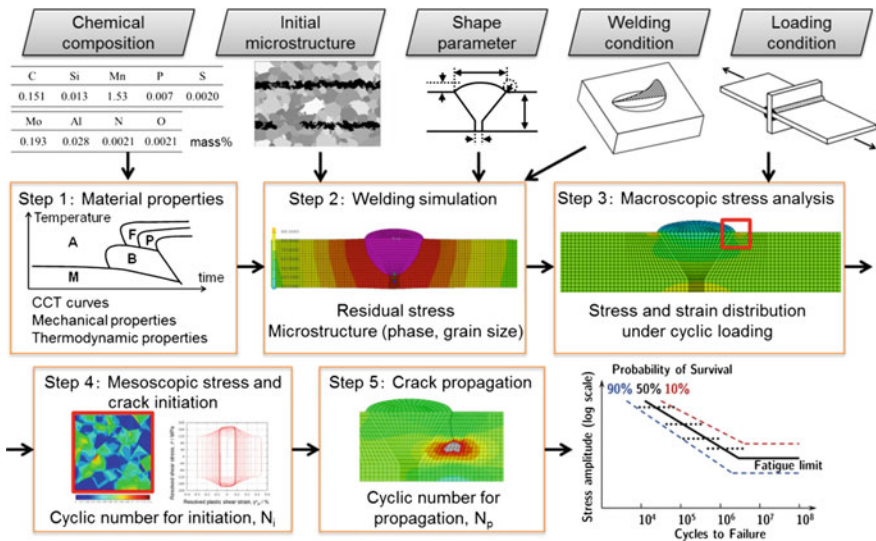 Chemical composition
Initial microstructure
Shape parameter
Welding condition
Loading condition
C Si Mn P S
0.151 0.013 1.53 0.007 0.0020
Mo Al N O
0.193 0.028 0.0021 0.0021 mass%
Step 1: Material properties
Temperature
A
F
P
B
M
time
CCT curves
Mechanical properties
Thermodynamic properties
Step 2: Welding simulation
Residual stress
Microstructure (phase, grain size)
Step 3: Macroscopic stress analysis
Stress and strain distribution
under cyclic loading
Step 4: Mesoscopic stress and
crack initiation
Cyclic number for initiation, Ni
Step 5: Crack propagation
Cyclic number for
propagation, Np
Probability of Survival
90% 50% 10%
Stress amplitude (log scale)
Fatigue limit
10⁴ 10⁵ 10⁶ 10⁷ 10⁸
Cycles to Failure